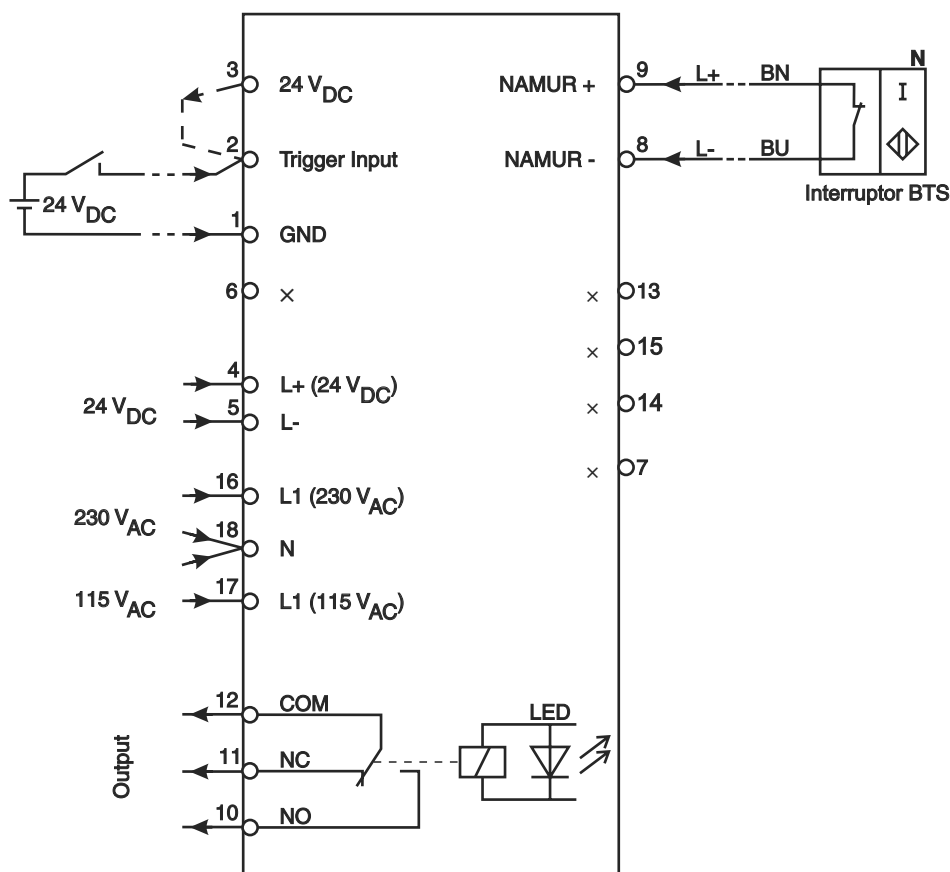 3
24 VDC
2
Trigger Input
24 VDC
1
GND
6
×
4
L+ (24 VDC)
24 VDC
5
L-
16
L1 (230 VAC)
230 VAC
18
N
17
115 VAC
L1 (115 VAC)
12
COM
11
NC
10
NO
Output
LED
NAMUR +
9
L+
BN
N
I
NAMUR -
8
L-
BU
Interruptor BTS
×
13
×
15
×
14
×
7